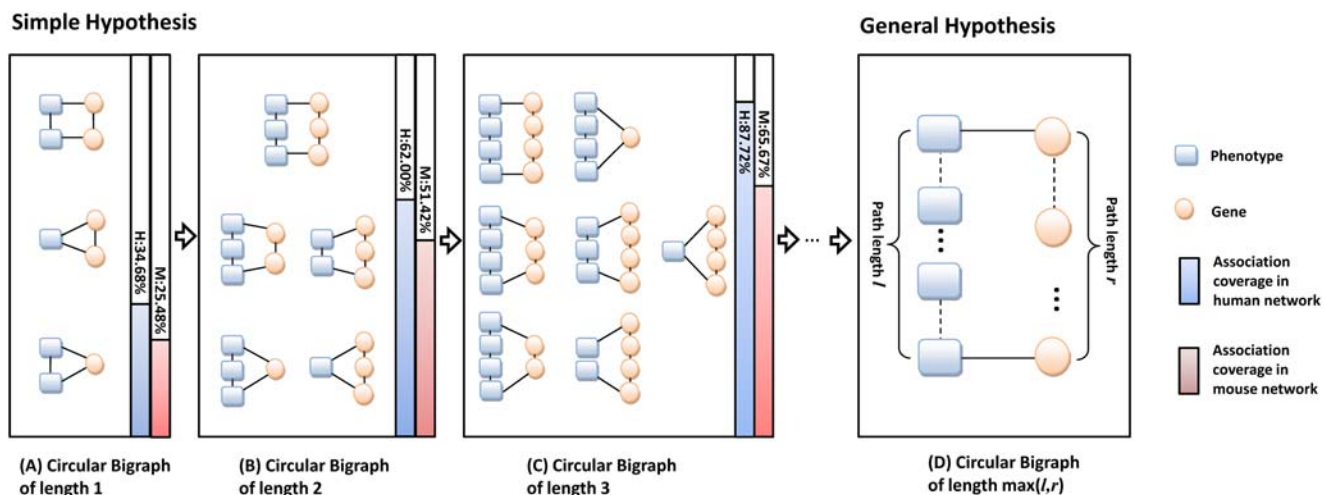 Simple Hypothesis
General Hypothesis
H:34.68%
M:25.48%
H:62.00%
M:51.42%
H:87.72%
M:65.67%
...
Path length l
Path length r
Phenotype
Gene
Association
coverage in
human network
Association
coverage in
mouse network
(A) Circular Bigraph
of length 1
(B) Circular Bigraph
of length 2
(C) Circular Bigraph
of length 3
(D) Circular Bigraph
of length max(l,r)